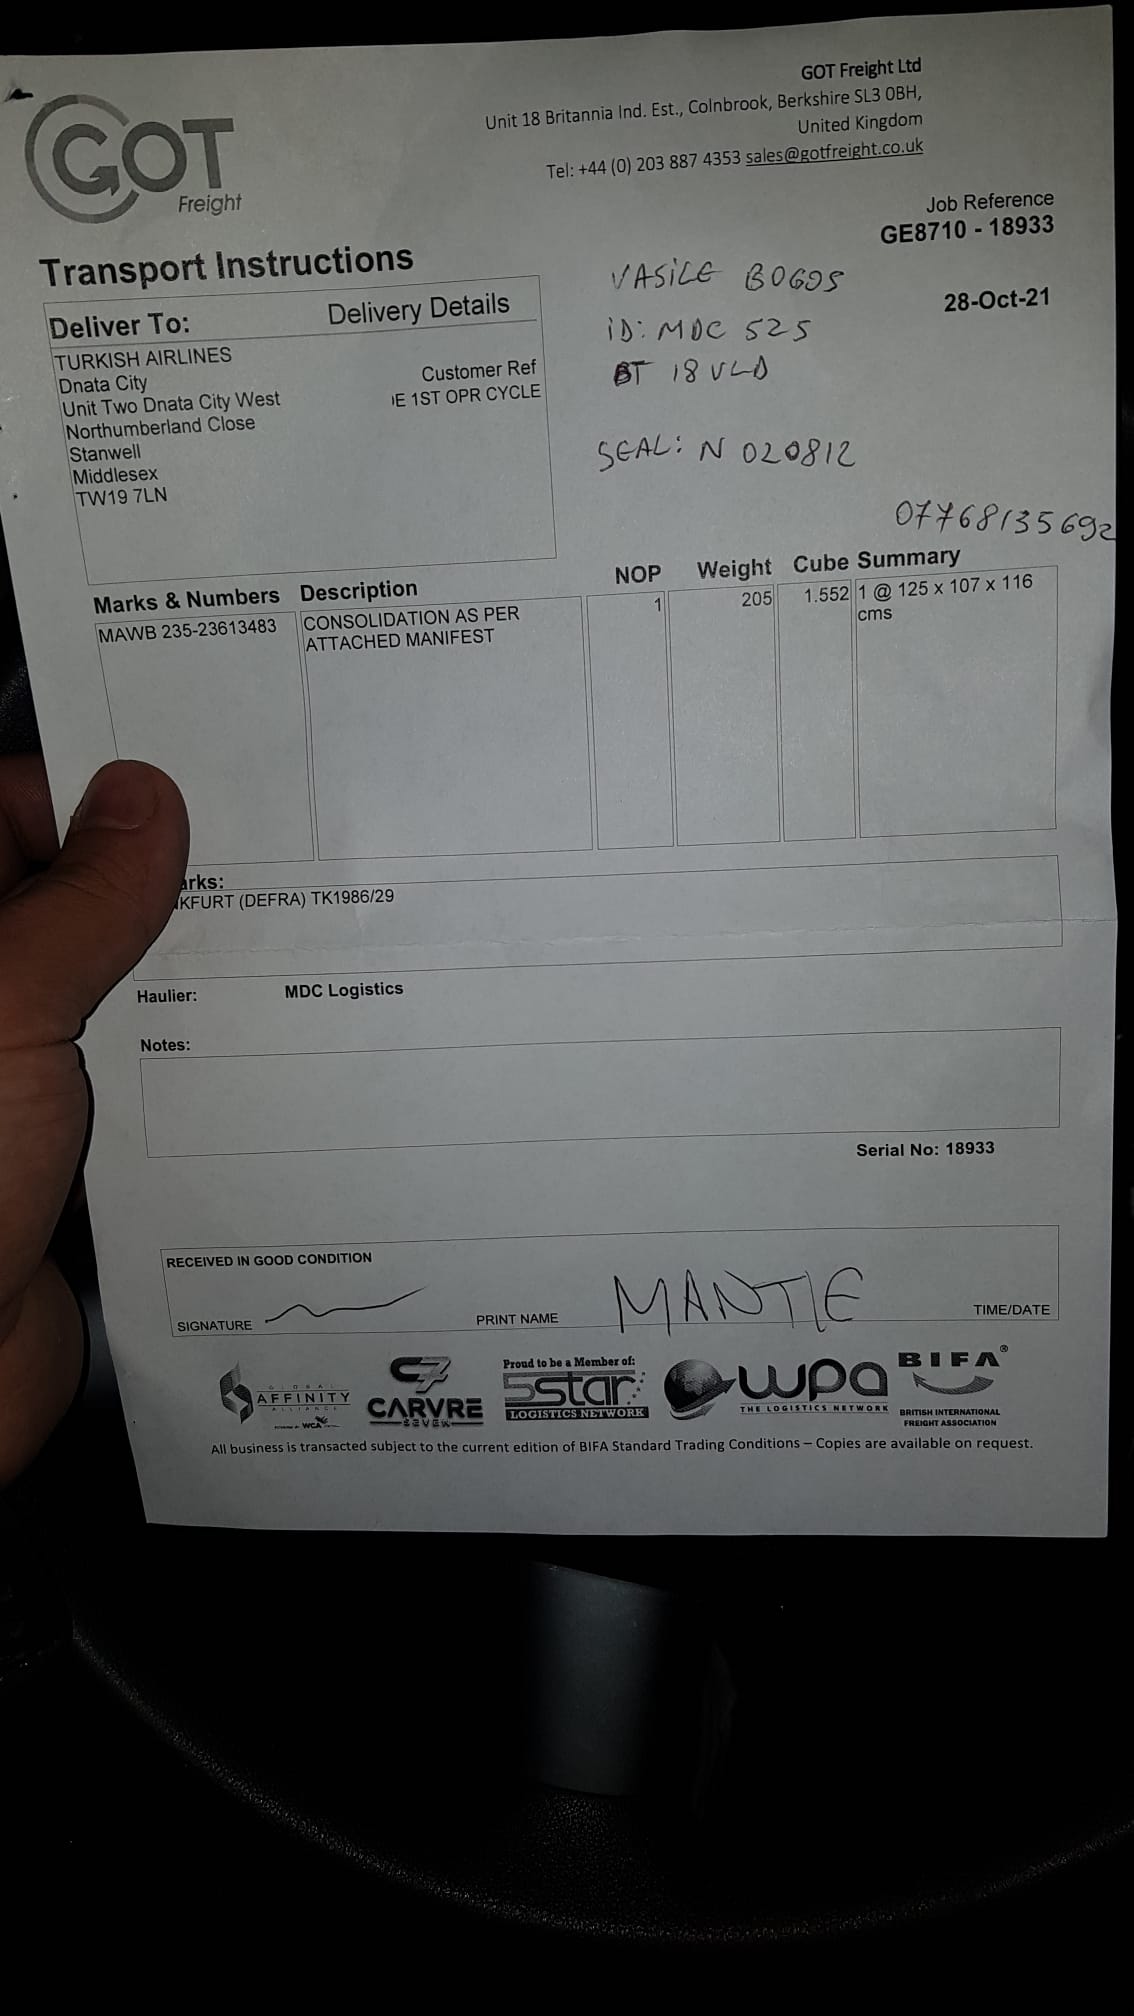 GOT
Freight
GOT Freight Ltd
Unit 18 Britannia Ind. Est., Colnbrook, Berkshire SL3 0BH,
United Kingdom
Tel: +44 (0) 203 887 4353 sales@gotfreight.co.uk
Job Reference
GE8710 - 18933
28-Oct-21
Transport Instructions
Deliver To:
Delivery Details
TURKISH AIRLINES
Dnata City
Unit Two Dnata City West
Northumberland Close
Stanwell
Middlesex
TW19 7LN
Customer Ref
IE 1ST OPR CYCLE
VASILE BOGOS
iD: MDC 525
BT 18 VLD
SEAL: N 020812
07768135692
Marks & Numbers Description NOP Weight Cube Summary
MAWB 235-23613483 CONSOLIDATION AS PER 1 205 1.552 1 @ 125 x 107 x 116
ATTACHED MANIFEST cms
arks:
KFURT (DEFRA) TK1986/29
Haulier: MDC Logistics
Notes:
Serial No: 18933
RECEIVED IN GOOD CONDITION
SIGNATURE PRINT NAME TIME/DATE
GLOBAL
AFFINITY
ALLIANCE
WCA
C7
CARVRE
SEVEN
Proud to be a Member of:
5star
LOGISTICS NETWORK
wpa
THE LOGISTICS NETWORK
BIFA®
BRITISH INTERNATIONAL
FREIGHT ASSOCIATION
All business is transacted subject to the current edition of BIFA Standard Trading Conditions – Copies are available on request.